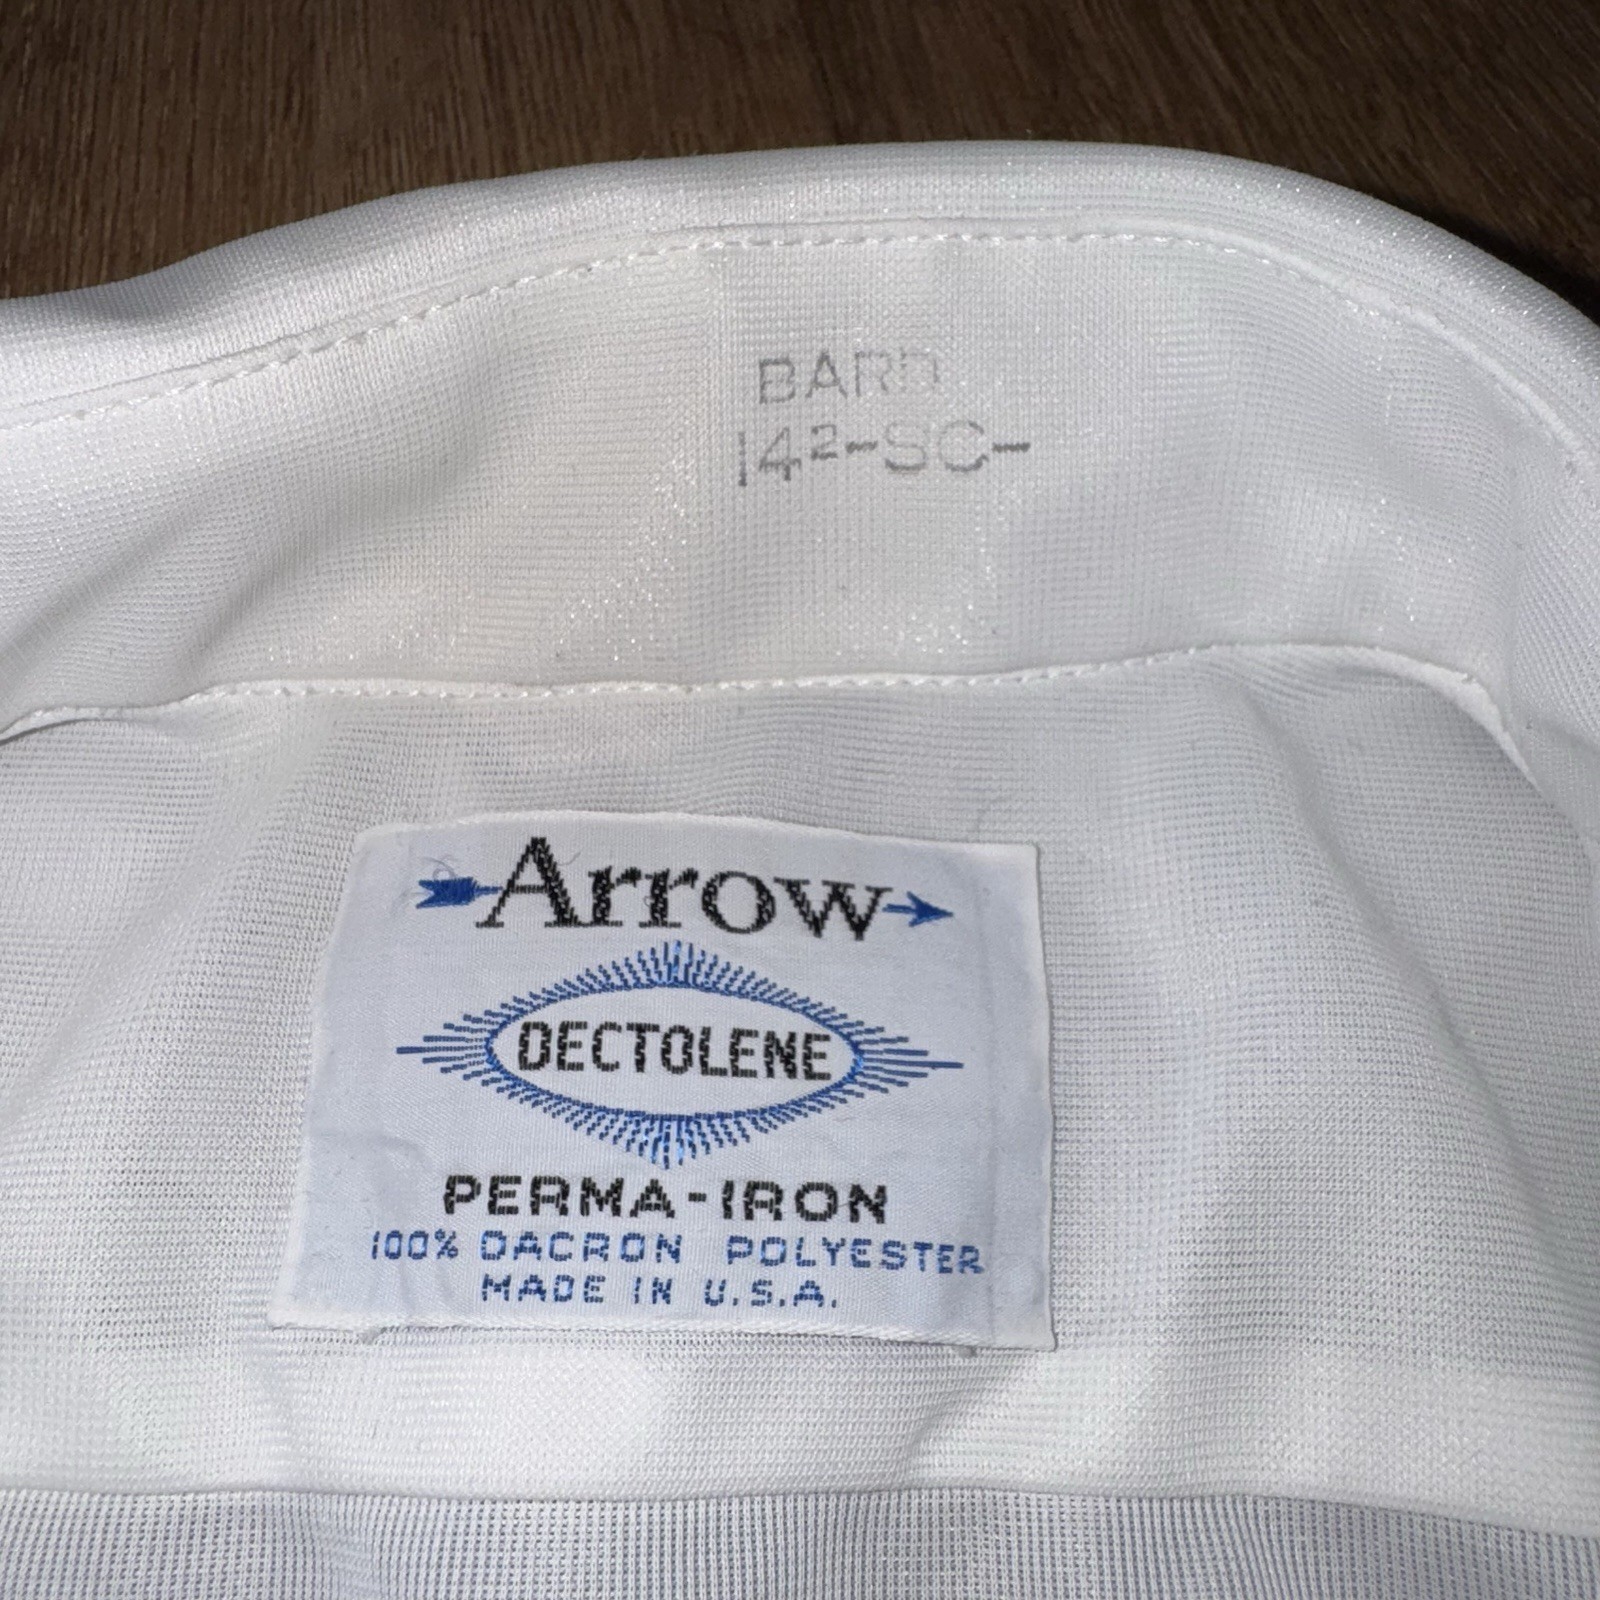 BARD
14²-SC-
Arrow
DECTOLENE
PERMA-IRON
100% DACRON POLYESTER
MADE IN U.S.A.